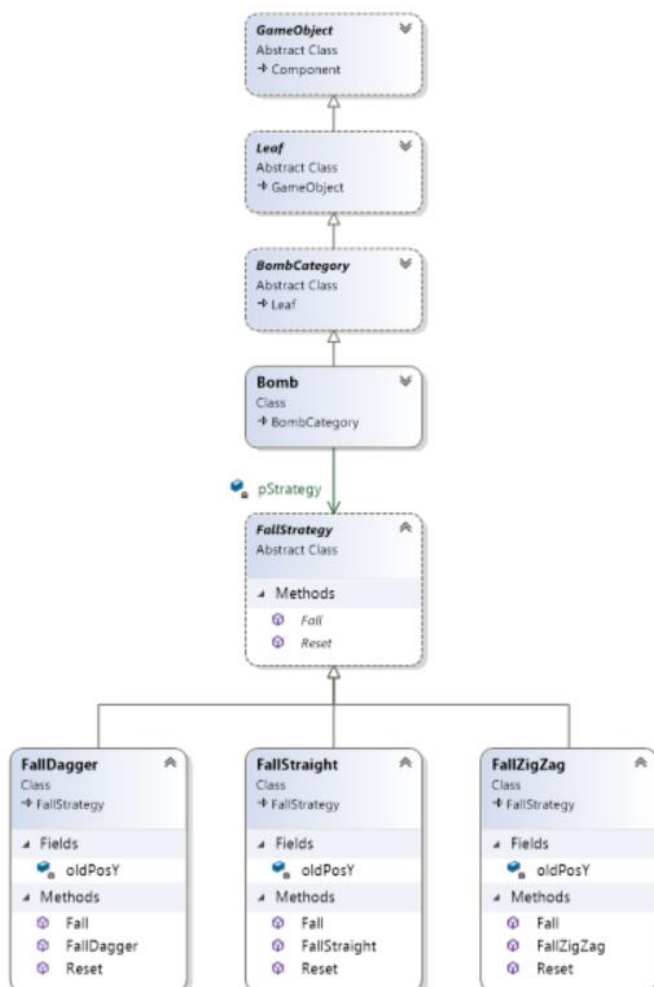 GameObject
Abstract Class
Component
Leaf
Abstract Class
GameObject
BombCategory
Abstract Class
Leaf
Bomb
Class
BombCategory
pStrategy
FallStrategy
Abstract Class
Methods
Fall
Reset
FallDagger
Class
FallStrategy
Fields
oldPosY
Methods
Fall
FallDagger
Reset
FallStraight
Class
FallStrategy
Fields
oldPosY
Methods
Fall
FallStraight
Reset
FallZigZag
Class
FallStrategy
Fields
oldPosY
Methods
Fall
FallZigZag
Reset